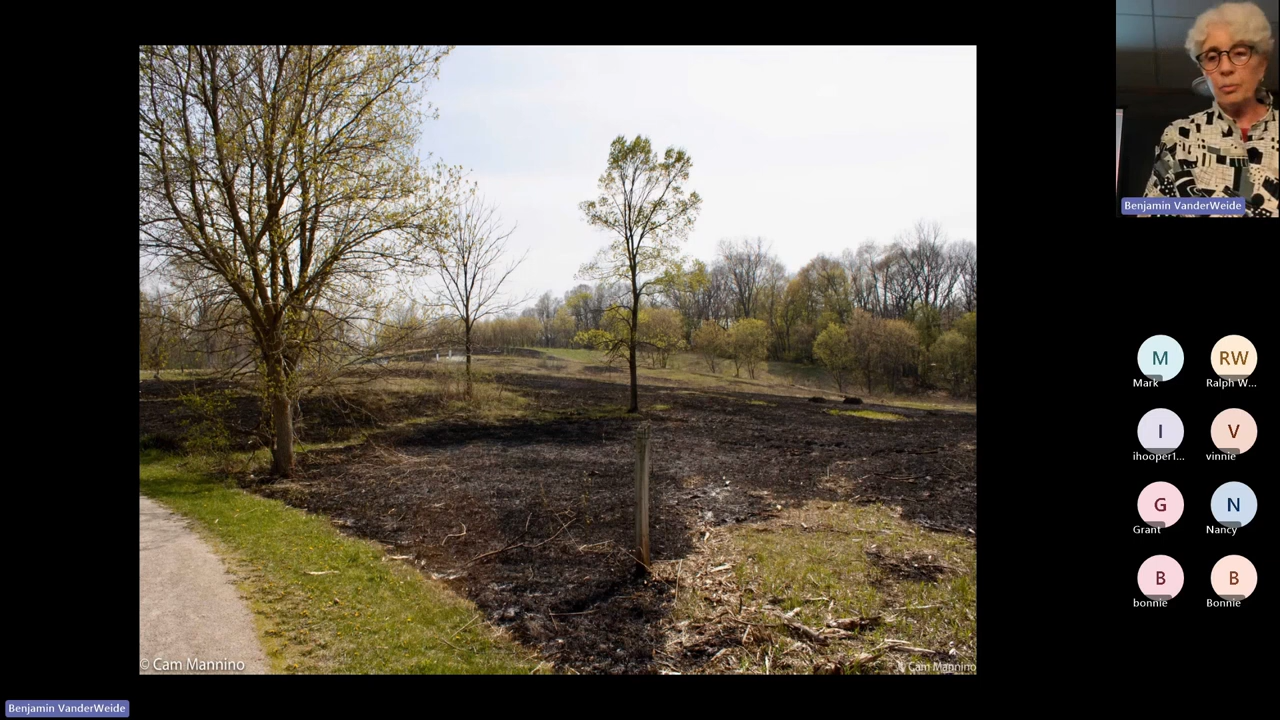 Benjamin VanderWeide
M
RW
Mark
Ralph W...
I
V
ihooper1...
vinnie
G
N
Grant
Nancy
B
B
bonnie
Bonnie
© Cam Mannino
© Cam Mannino
Benjamin VanderWeide